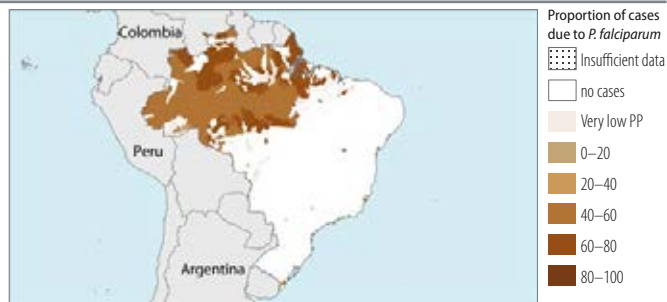 Colombia
Peru
Argentina
Proportion of cases
due to P. falciparum
Insufficient data
no cases
Very low PP
0–20
20–40
40–60
60–80
80–100